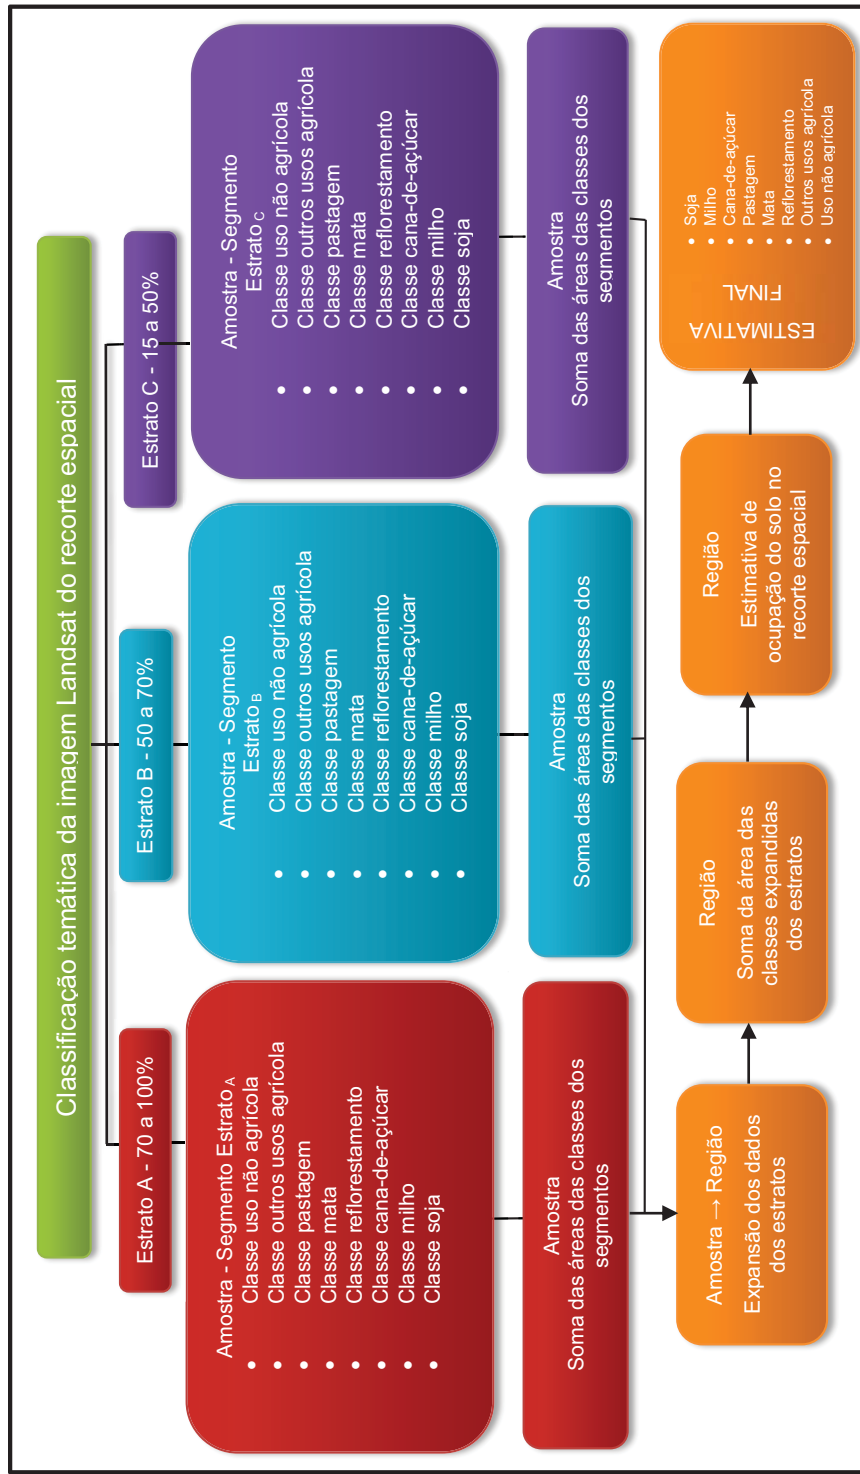 Classificação temática da imagem Landsat do recorte espacial
Estrato A - 70 a 100%
Estrato B - 50 a 70%
Estrato C - 15 a 50%
Amostra - Segmento Estrato A
• Classe uso não agrícola
• Classe outros usos agrícola
• Classe pastagem
• Classe mata
• Classe reflorestamento
• Classe cana-de-açúcar
• Classe milho
• Classe soja
Amostra - Segmento
Estrato B
• Classe uso não agrícola
• Classe outros usos agrícola
• Classe pastagem
• Classe mata
• Classe reflorestamento
• Classe cana-de-açúcar
• Classe milho
• Classe soja
Amostra - Segmento
Estrato C
• Classe uso não agrícola
• Classe outros usos agrícola
• Classe pastagem
• Classe mata
• Classe reflorestamento
• Classe cana-de-açúcar
• Classe milho
• Classe soja
Amostra
Soma das áreas das classes dos
segmentos
Amostra
Soma das áreas das classes dos
segmentos
Amostra
Soma das áreas das classes dos
segmentos
Amostra → Região
Expansão dos dados
dos estratos
Região
Soma da área das
classes expandidas
dos estratos
Região
Estimativa de
ocupação do solo no
recorte espacial
ESTIMATIVA
FINAL
• Soja
• Milho
• Cana-de-açúcar
• Pastagem
• Mata
• Reflorestamento
• Outros usos agrícola
• Uso não agrícola